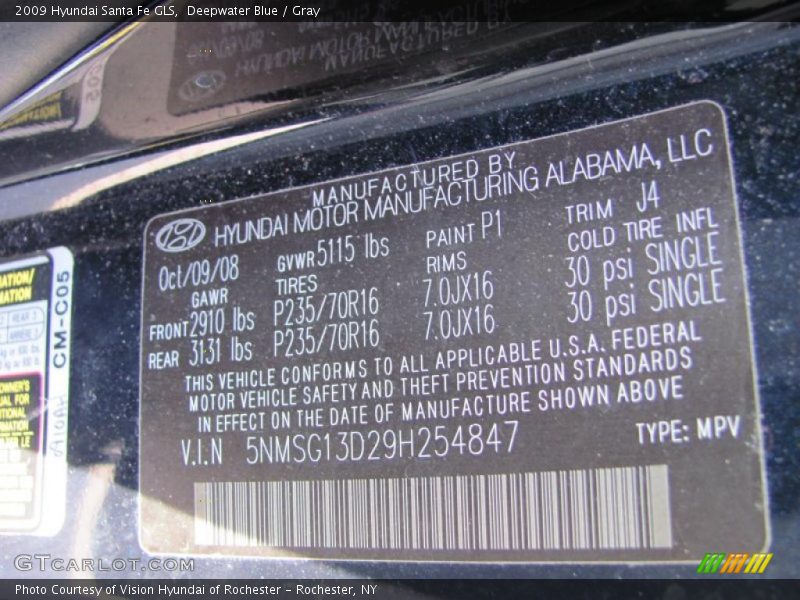 2009 Hyundai Santa Fe GLS, Deepwater Blue / Gray
MANUFACTURED BY
HYUNDAI MOTOR MANUFACTURING ALABAMA, LLC
Oct/09/08 GVWR 5115 lbs PAINT P1 TRIM J4
GAWR TIRES RIMS COLD TIRE INFL
FRONT 2910 lbs P235/70R16 7.0JX16 30 psi SINGLE
REAR 3131 lbs P235/70R16 7.0JX16 30 psi SINGLE
THIS VEHICLE CONFORMS TO ALL APPLICABLE U.S.A. FEDERAL
MOTOR VEHICLE SAFETY AND THEFT PREVENTION STANDARDS
IN EFFECT ON THE DATE OF MANUFACTURE SHOWN ABOVE
V.I.N 5NMSG13D29H254847 TYPE: MPV
CM-C05
GTCARLOT.COM
Photo Courtesy of Vision Hyundai of Rochester - Rochester, NY